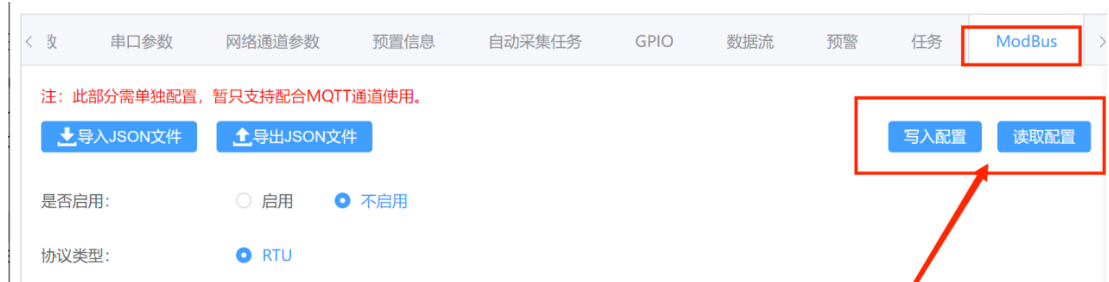 数 串口参数 网络通道参数 预置信息 自动采集任务 GPIO 数据流 预警 任务 ModBus
注：此部分需单独配置，暂只支持配合MQTT通道使用。
导入JSON文件 导出JSON文件 写入配置 读取配置
是否启用： 启用 不启用
协议类型： RTU